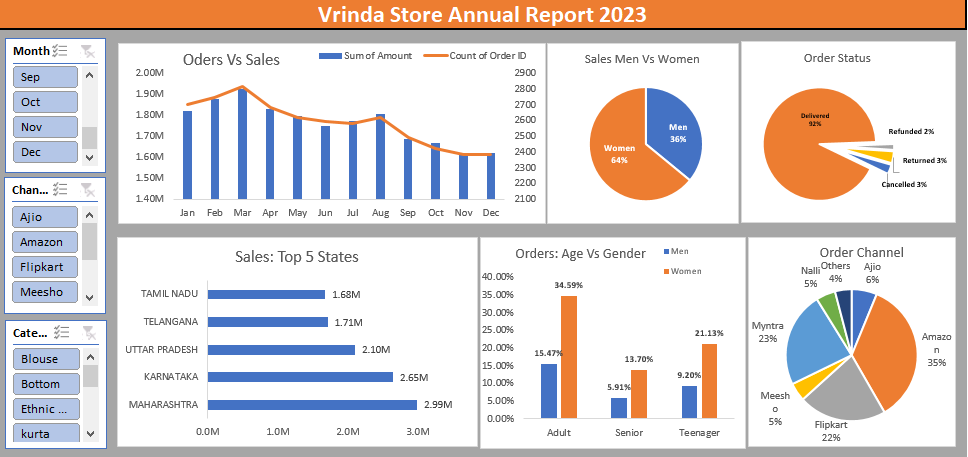 Vrinda Store Annual Report 2023
Month
Sep
Oct
Nov
Dec
Chan...
Ajio
Amazon
Flipkart
Meesho
Cate...
Blouse
Bottom
Ethnic ...
kurta
Oders Vs Sales
Sum of Amount
Count of Order ID
2.00M
1.90M
1.80M
1.70M
1.60M
1.50M
1.40M
2900
2800
2700
2600
2500
2400
2300
2200
2100
Jan Feb Mar Apr May Jun Jul Aug Sep Oct Nov Dec
Sales Men Vs Women
Men
36%
Women
64%
Order Status
Delivered
92%
Refunded 2%
Returned 3%
Cancelled 3%
Sales: Top 5 States
TAMIL NADU 1.68M
TELANGANA 1.71M
UTTAR PRADESH 2.10M
KARNATAKA 2.65M
MAHARASHTRA 2.99M
0.0M 1.0M 2.0M 3.0M
Orders: Age Vs Gender
Men
Women
40.00%
35.00%
30.00%
25.00%
20.00%
15.00%
10.00%
5.00%
0.00%
15.47% 34.59%
5.91% 13.70%
9.20% 21.13%
Adult Senior Teenager
Order Channel
Ajio
6%
Amazo
n
35%
Flipkart
22%
Meesh
o
5%
Myntra
23%
Nalli
5%
Others
4%